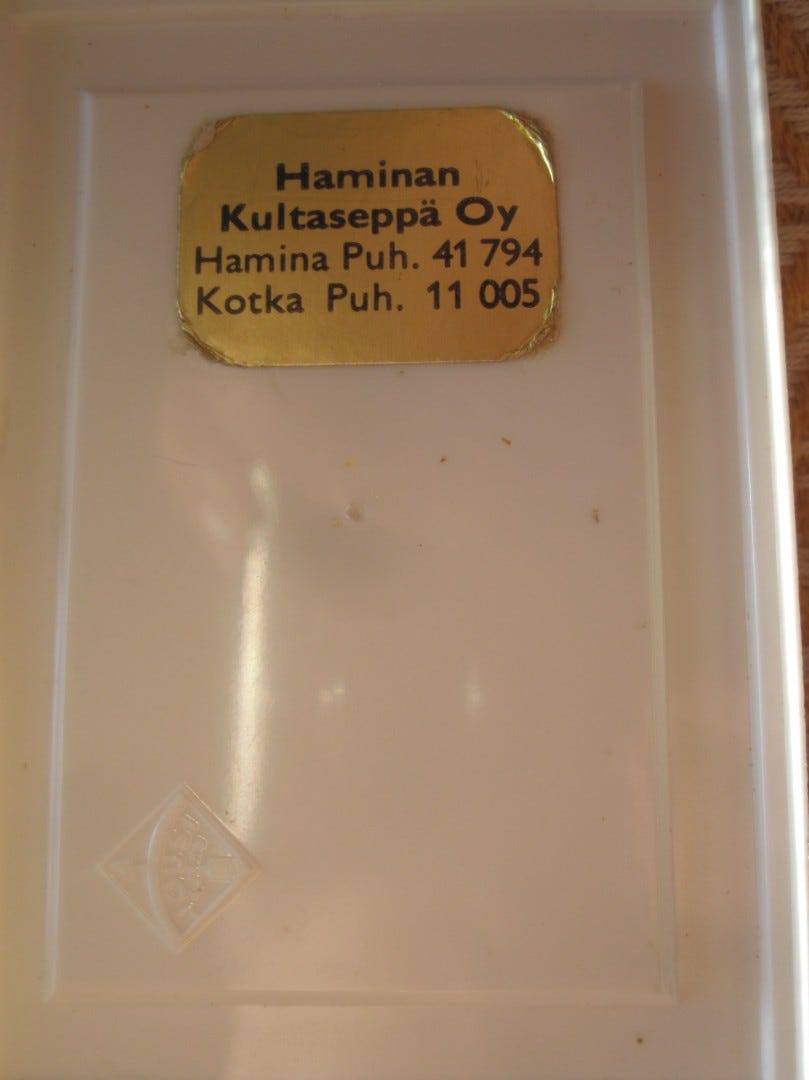 Haminan
Kultaseppä Oy
Hamina Puh. 41 794
Kotka Puh. 11 005